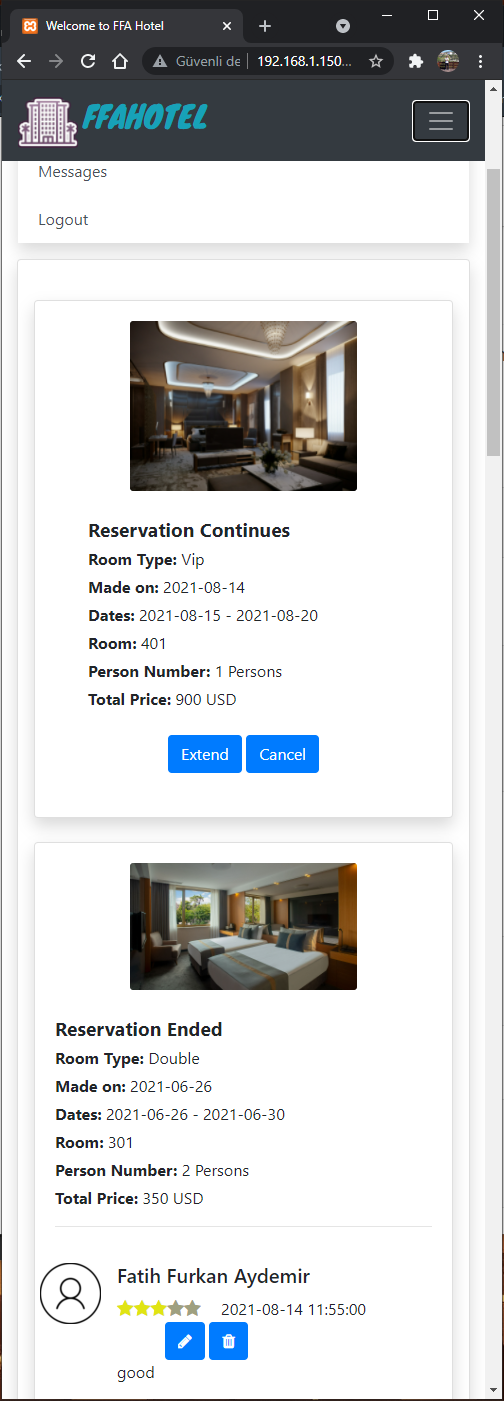 Welcome to FFA Hotel
Güvenli de
192.168.1.150...
FFAHOTEL
Messages
Logout
Reservation Continues
Room Type: Vip
Made on: 2021-08-14
Dates: 2021-08-15 - 2021-08-20
Room: 401
Person Number: 1 Persons
Total Price: 900 USD
Extend Cancel
Reservation Ended
Room Type: Double
Made on: 2021-06-26
Dates: 2021-06-26 - 2021-06-30
Room: 301
Person Number: 2 Persons
Total Price: 350 USD
Fatih Furkan Aydemir
2021-08-14 11:55:00
good